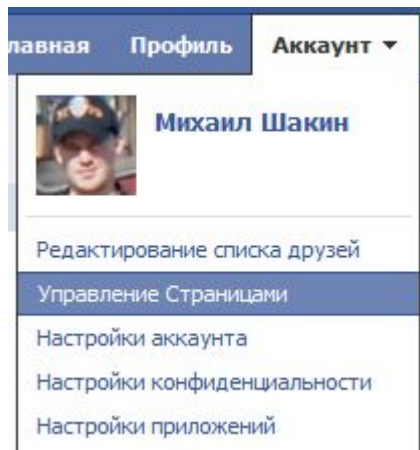 лавная Профиль Аккаунт
Михаил Шакин
Редактирование списка друзей
Управление Страницами
Настройки аккаунта
Настройки конфиденциальности
Настройки приложений